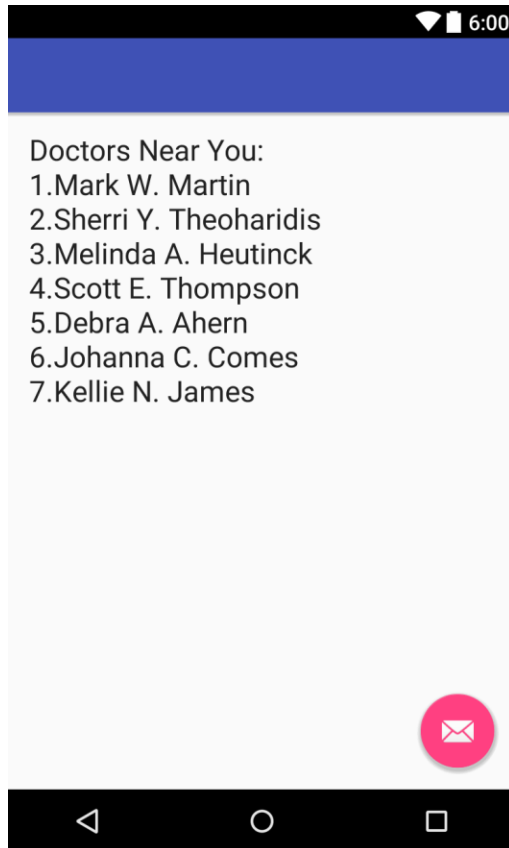 6:00
Doctors Near You:
1.Mark W. Martin
2.Sherri Y. Theoharidis
3.Melinda A. Heutinck
4.Scott E. Thompson
5.Debra A. Ahern
6.Johanna C. Comes
7.Kellie N. James